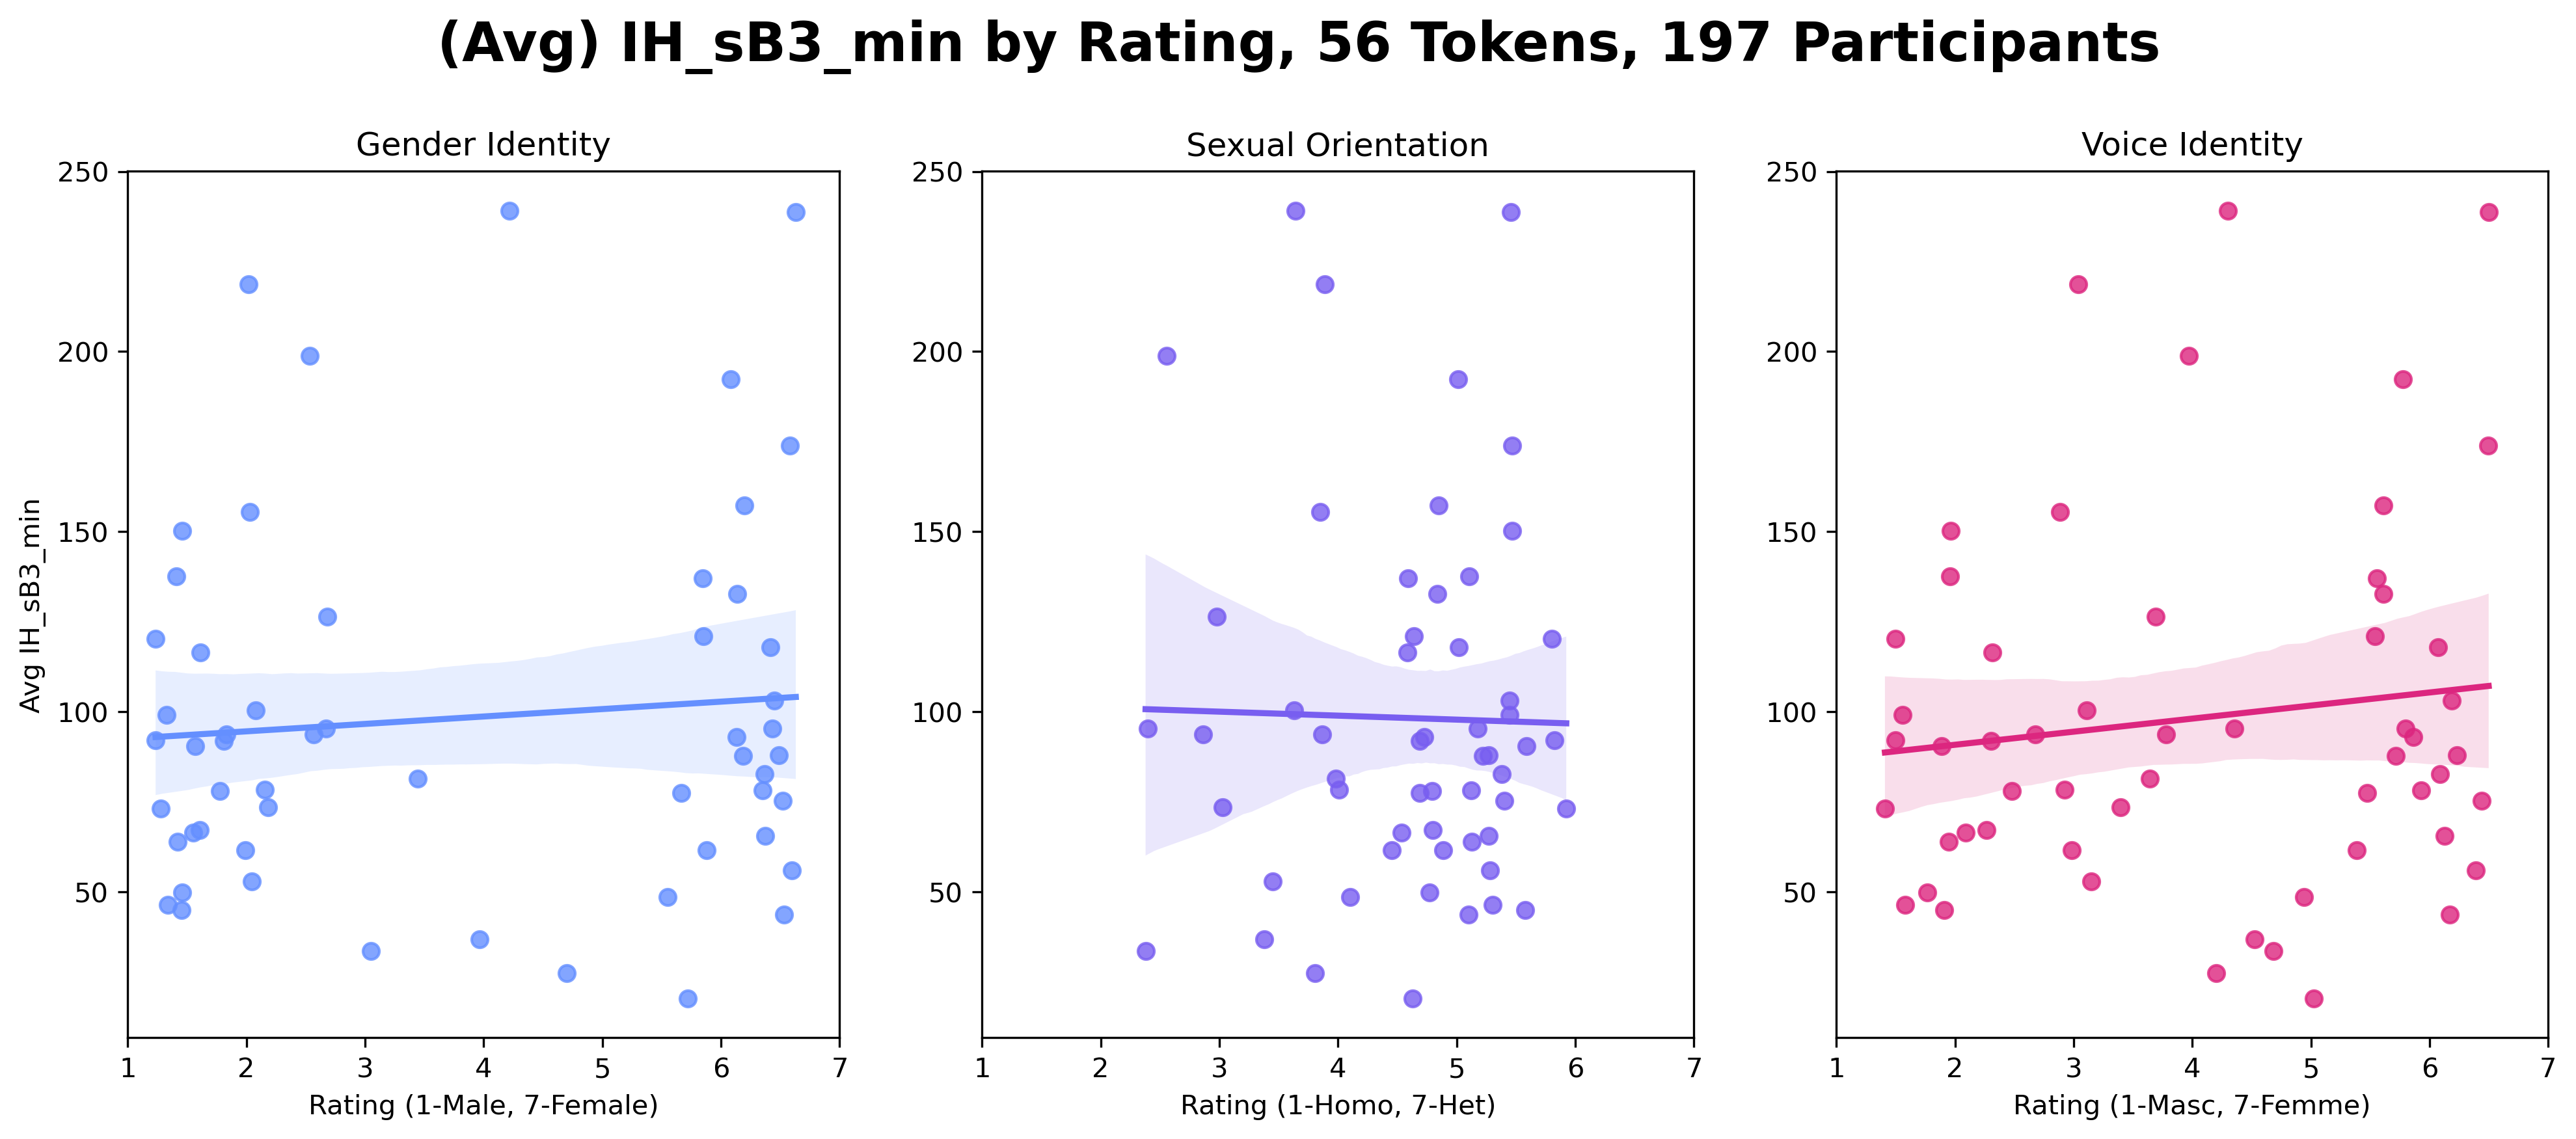 (Avg) IH_sB3_min by Rating, 56 Tokens, 197 Participants
Gender Identity
Sexual Orientation
Voice Identity
Avg IH_sB3_min
250
200
150
100
50
1 2 3 4 5 6 7
Rating (1-Male, 7-Female)
250
200
150
100
50
1 2 3 4 5 6 7
Rating (1-Homo, 7-Het)
250
200
150
100
50
1 2 3 4 5 6 7
Rating (1-Masc, 7-Femme)